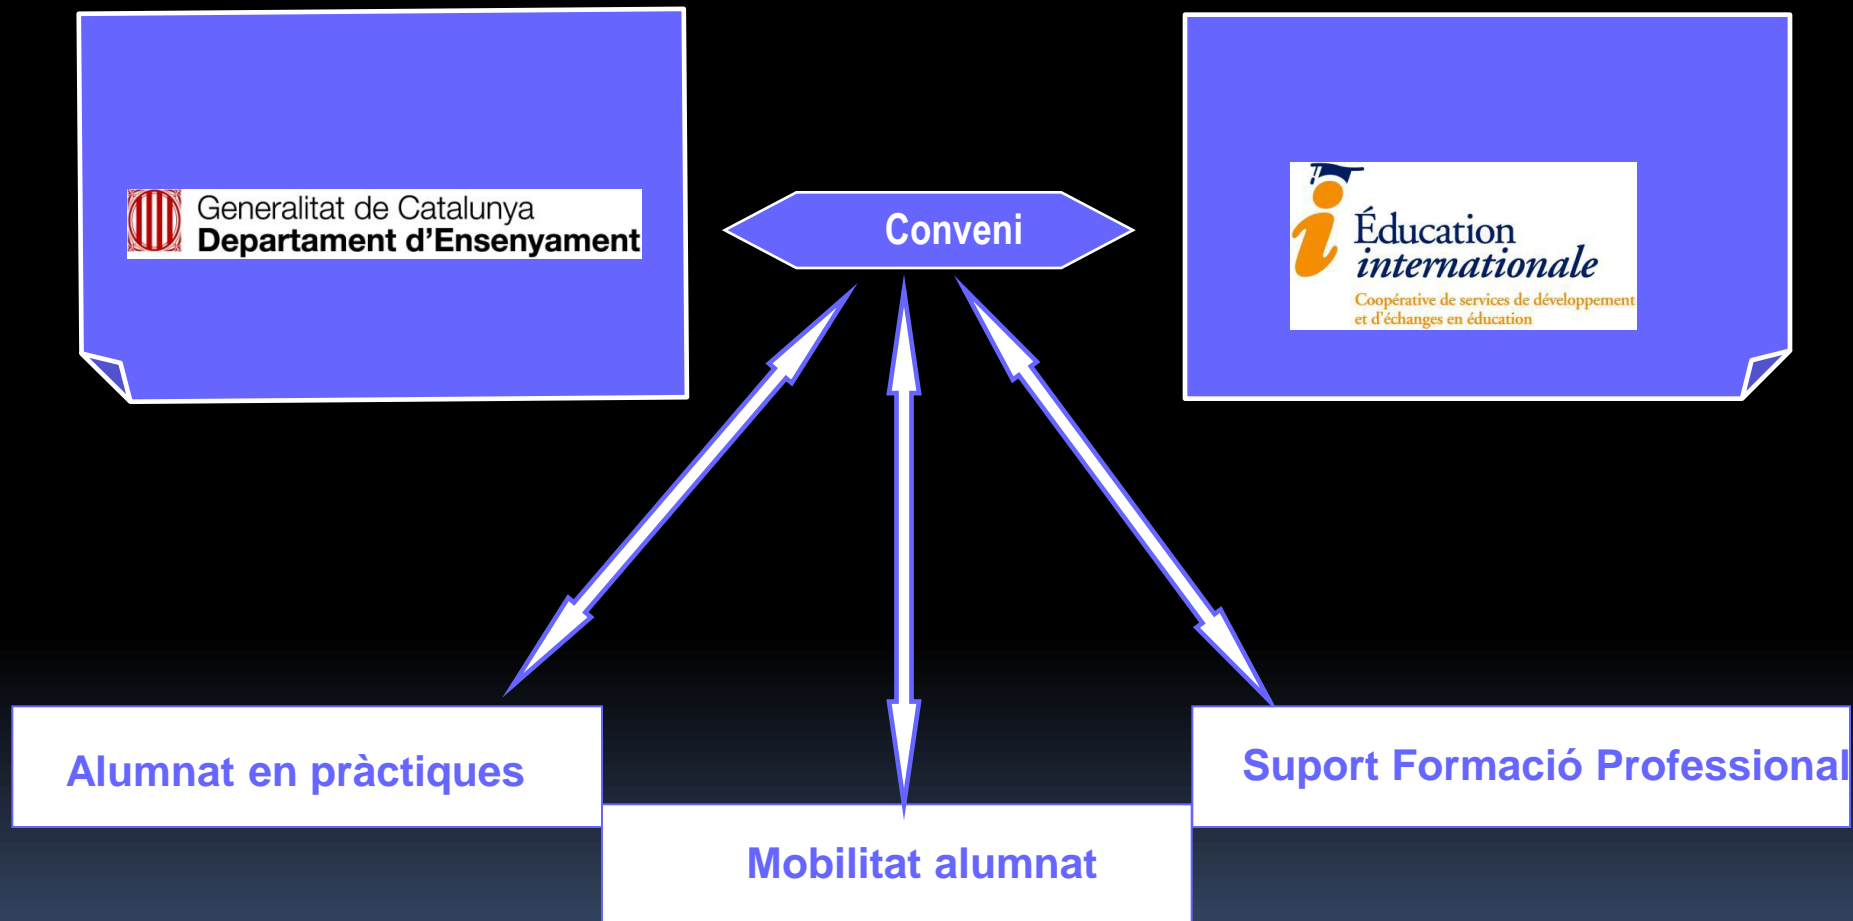 Generalitat de Catalunya
Departament d'Ensenyament
Conveni
Éducation
internationale
Coopérative de services de développement
et d'échanges en éducation
Alumnat en pràctiques
Mobilitat alumnat
Suport Formació Professional